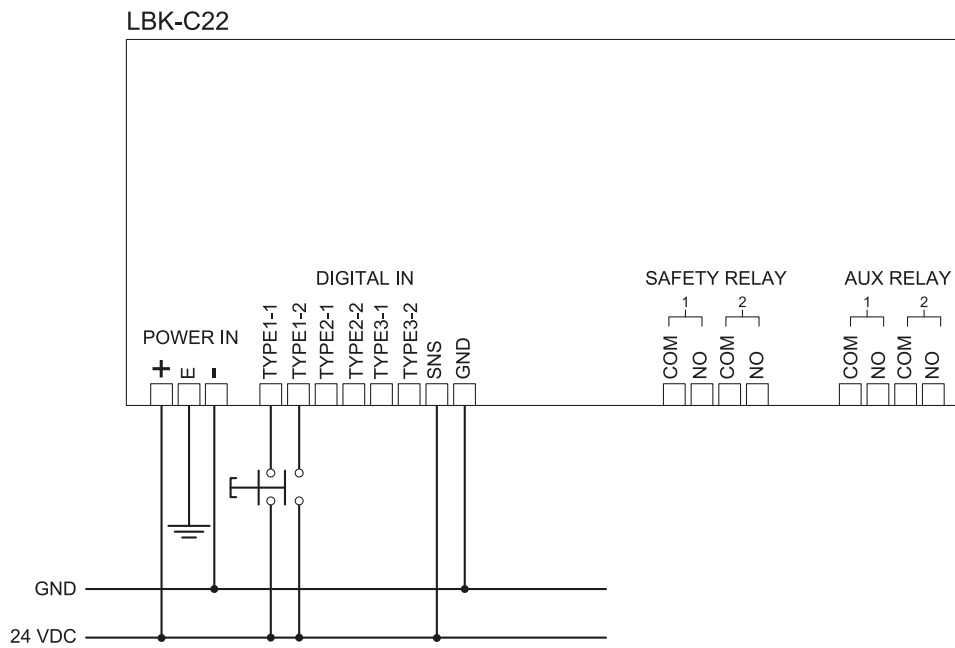 LBK-C22
DIGITAL IN
SAFETY RELAY
AUX RELAY
1
2
1
2
POWER IN
+
E
-
TYPE1-1
TYPE1-2
TYPE2-1
TYPE2-2
TYPE3-1
TYPE3-2
SNS
GND
COM
NO
COM
NO
COM
NO
COM
NO
GND
24 VDC